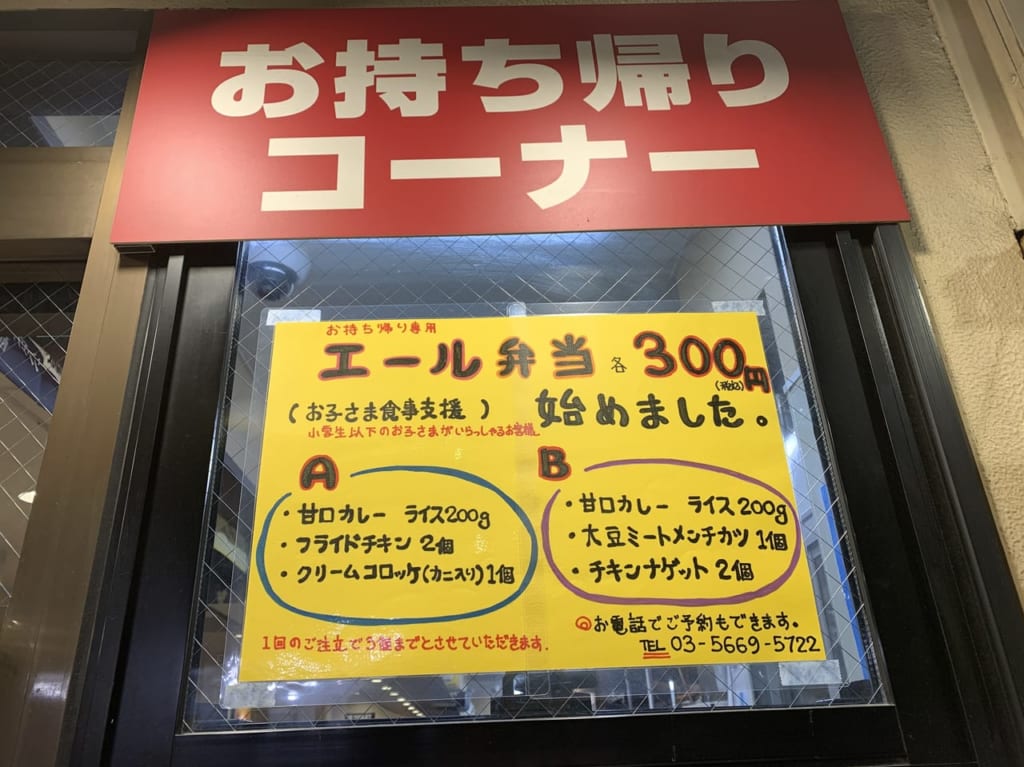 お持ち帰り
コーナー
お持ち帰り専用
エール弁当 各300円
(税込)
(お子さま食事支援) 始めました。
小学生以下のお子さまがいらっしゃるお客様
A
・甘口カレー ライス200g
・フライドチキン 2個
・クリームコロッケ(カニ入り)1個
B
・甘口カレー ライス200g
・大豆ミートメンチカツ 1個
・チキンナゲット 2個
1回のご注文で3個までとさせていただきます。
◎お電話でご予約もできます。
TEL 03-5669-5722